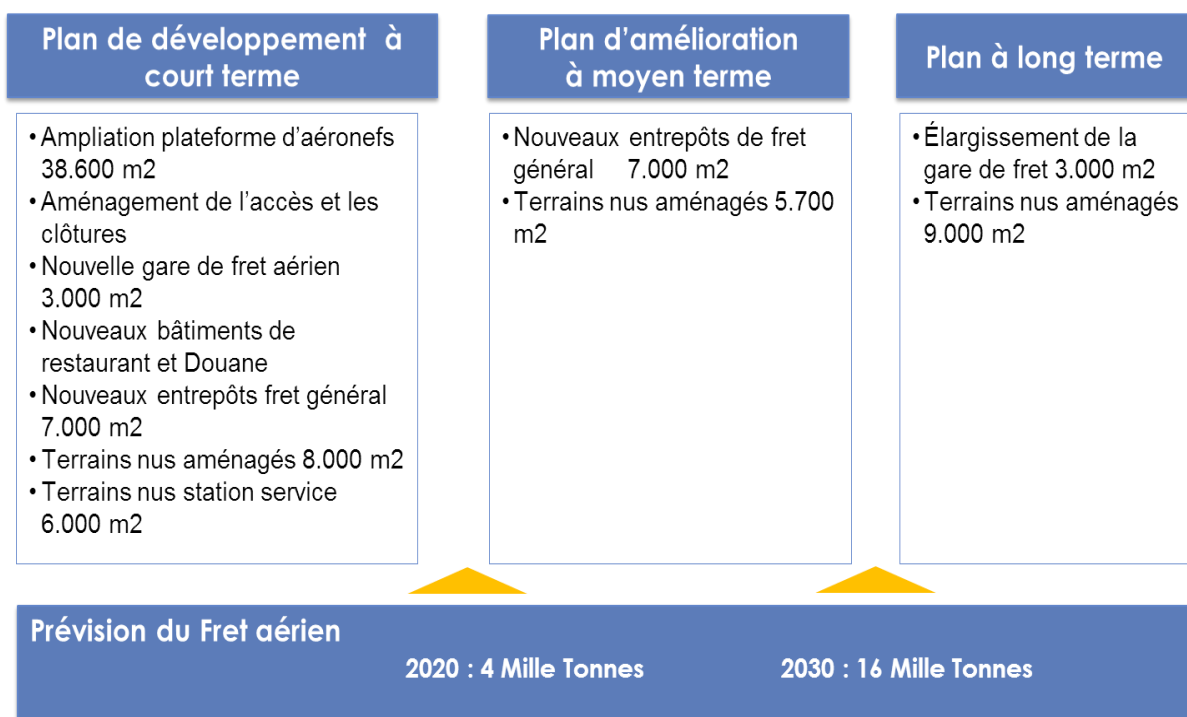 Plan de développement à
court terme
• Ampliation plateforme d'aéronefs
38.600 m2
• Aménagement de l'accès et les
clôtures
• Nouvelle gare de fret aérien
3.000 m2
• Nouveaux bâtiments de
restaurant et Douane
• Nouveaux entrepôts fret général
7.000 m2
• Terrains nus aménagés 8.000 m2
• Terrains nus station service
6.000 m2
Plan d'amélioration
à moyen terme
• Nouveaux entrepôts de fret
général 7.000 m2
• Terrains nus aménagés 5.700
m2
Plan à long terme
• Élargissement de la
gare de fret 3.000 m2
• Terrains nus aménagés
9.000 m2
Prévision du Fret aérien
2020 : 4 Mille Tonnes
2030 : 16 Mille Tonnes